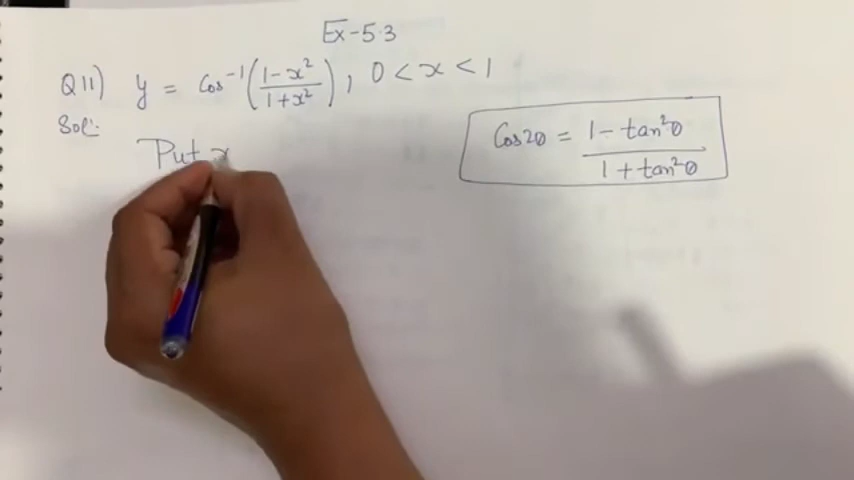 Ex-5.3
Q11) y = Cos⁻¹((1-x²)/(1+x²)), 0 < x < 1
Sol:
Cos2θ = (1-tan²θ)/(1+tan²θ)
Put x